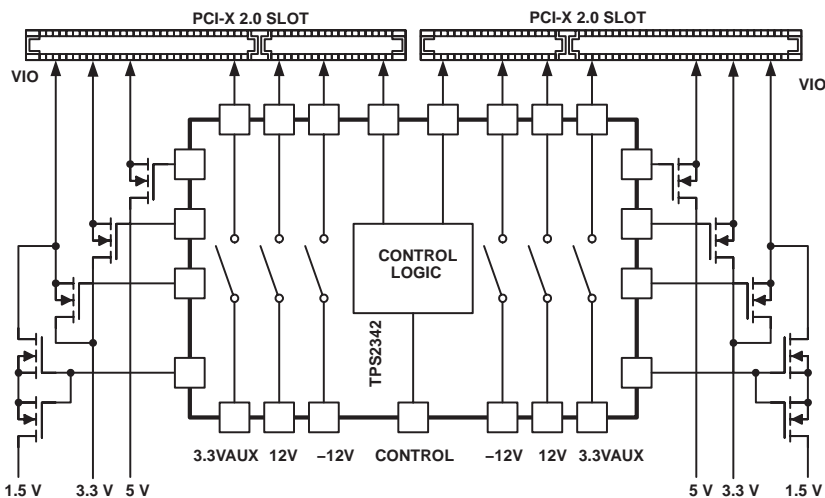 PCI-X 2.0 SLOT
PCI-X 2.0 SLOT
VIO
VIO
CONTROL
LOGIC
TPS2342
3.3VAUX 12V –12V CONTROL –12V 12V 3.3VAUX
1.5 V 3.3 V 5 V 5 V 3.3 V 1.5 V